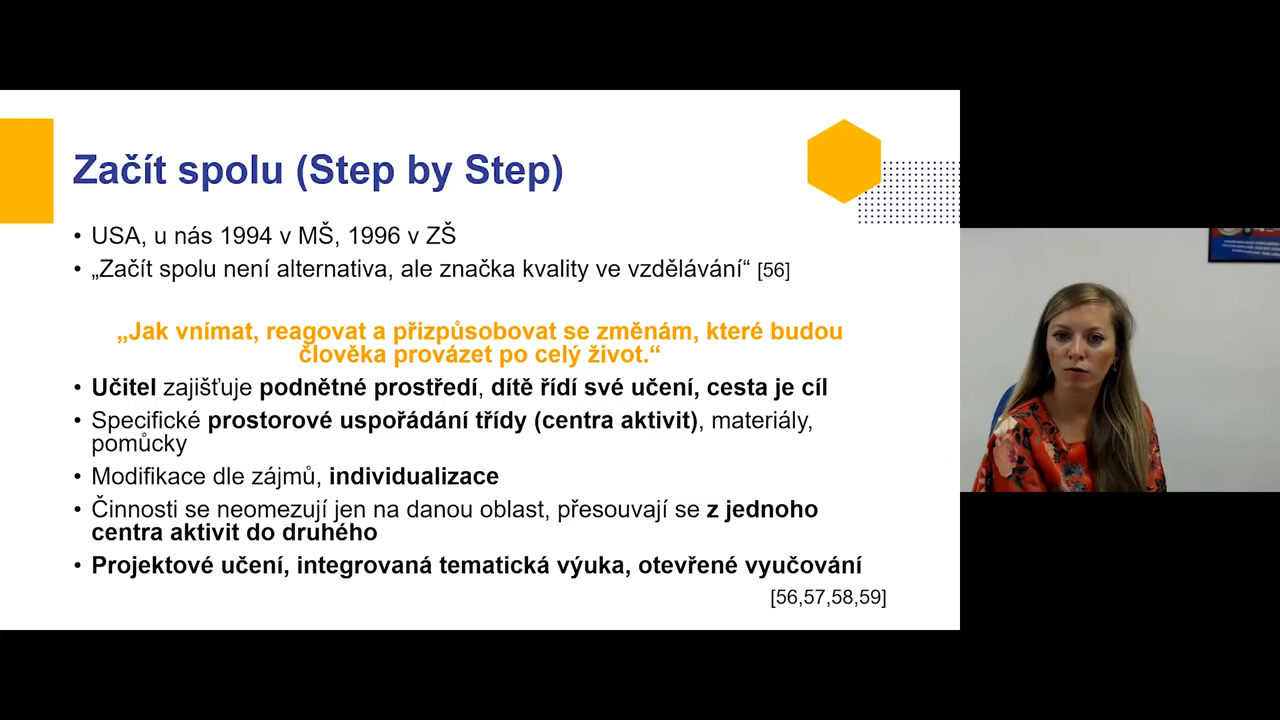 Začít spolu (Step by Step)
• USA, u nás 1994 v MŠ, 1996 v ZŠ
• „Začít spolu není alternativa, ale značka kvality ve vzdělávání“ [56]
„Jak vnímat, reagovat a přizpůsobovat se změnám, které budou
člověka provázet po celý život.“
• Učitel zajišťuje podnětné prostředí, dítě řídí své učení, cesta je cíl
• Specifické prostorové uspořádání třídy (centra aktivit), materiály,
pomůcky
• Modifikace dle zájmů, individualizace
• Činnosti se neomezují jen na danou oblast, přesouvají se z jednoho
centra aktivit do druhého
• Projektové učení, integrovaná tematická výuka, otevřené vyučování
[56,57,58,59]